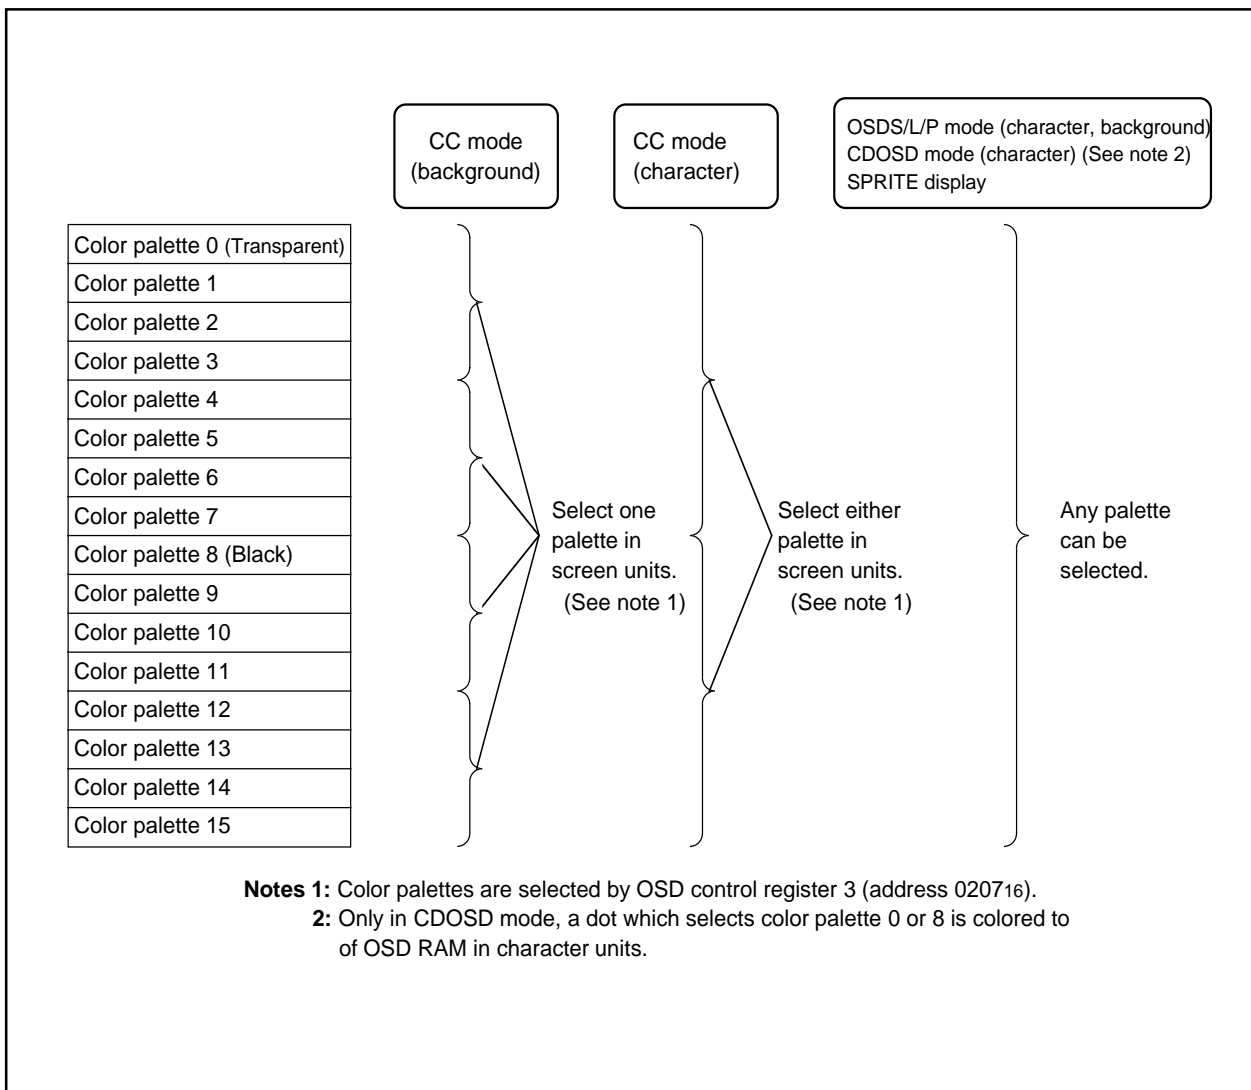 CC mode
(background)
CC mode
(character)
OSDS/L/P mode (character, background)
CDOSD mode (character) (See note 2)
SPRITE display
Color palette 0 (Transparent)
Color palette 1
Color palette 2
Color palette 3
Color palette 4
Color palette 5
Color palette 6
Color palette 7
Color palette 8 (Black)
Color palette 9
Color palette 10
Color palette 11
Color palette 12
Color palette 13
Color palette 14
Color palette 15
Select one
palette in
screen units.
(See note 1)
Select either
palette in
screen units.
(See note 1)
Any palette
can be
selected.
Notes 1: Color palettes are selected by OSD control register 3 (address 020716).
2: Only in CDOSD mode, a dot which selects color palette 0 or 8 is colored to
of OSD RAM in character units.